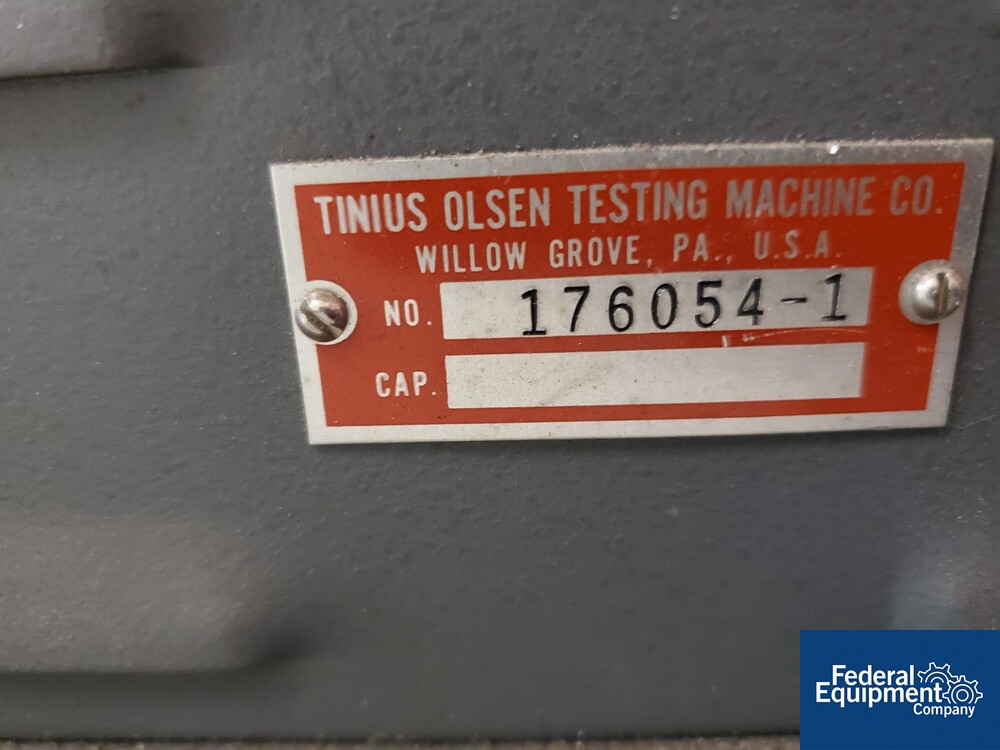 TINIUS OLSEN TESTING MACHINE CO.
WILLOW GROVE, PA., U.S.A.
NO. 176054-1
CAP.
Federal
Equipment
Company